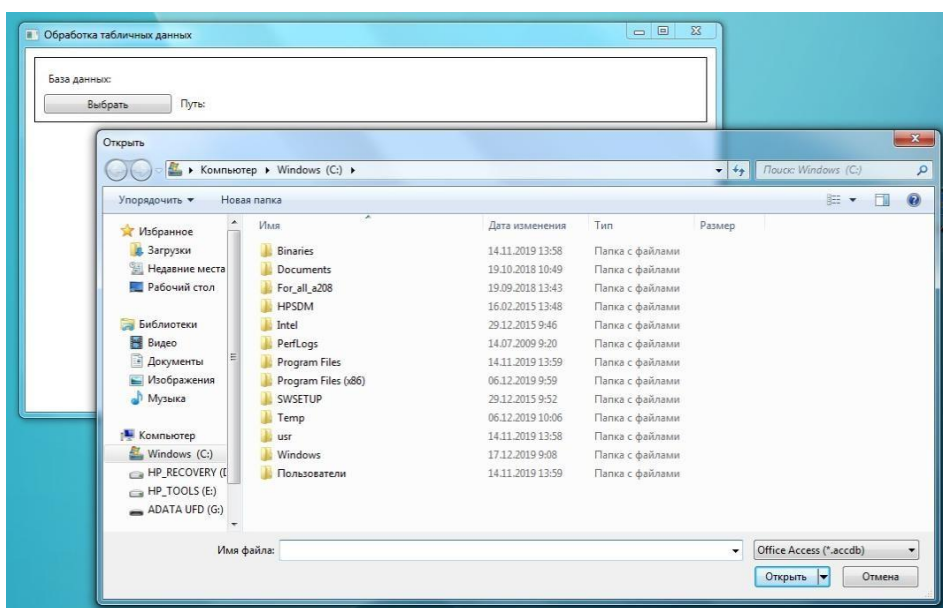 Обработка табличных данных
База данных:
Выбрать Путь:
Открыть
Компьютер Windows (C:)
Поиск: Windows (C:)
Упорядочить Новая папка
Избранное
Загрузки
Недавние места
Рабочий стол
Библиотеки
Видео
Документы
Изображения
Музыка
Компьютер
Windows (C:)
HP_RECOVERY (
HP_TOOLS (E:)
ADATA UFD (G:)
Имя Дата изменения Тип Размер
Binaries 14.11.2019 13:58 Папка с файлами
Documents 19.10.2018 10:49 Папка с файлами
For_all_a208 19.09.2018 13:43 Папка с файлами
HPSDM 16.02.2015 13:48 Папка с файлами
Intel 29.12.2015 9:46 Папка с файлами
PerfLogs 14.07.2009 9:20 Папка с файлами
Program Files 14.11.2019 13:59 Папка с файлами
Program Files (x86) 06.12.2019 9:59 Папка с файлами
SWSETUP 29.12.2015 9:52 Папка с файлами
Temp 06.12.2019 10:06 Папка с файлами
usr 14.11.2019 13:58 Папка с файлами
Windows 17.12.2019 9:08 Папка с файлами
Пользователи 14.11.2019 13:59 Папка с файлами
Имя файла:
Office Access (*.accdb)
Открыть Отмена